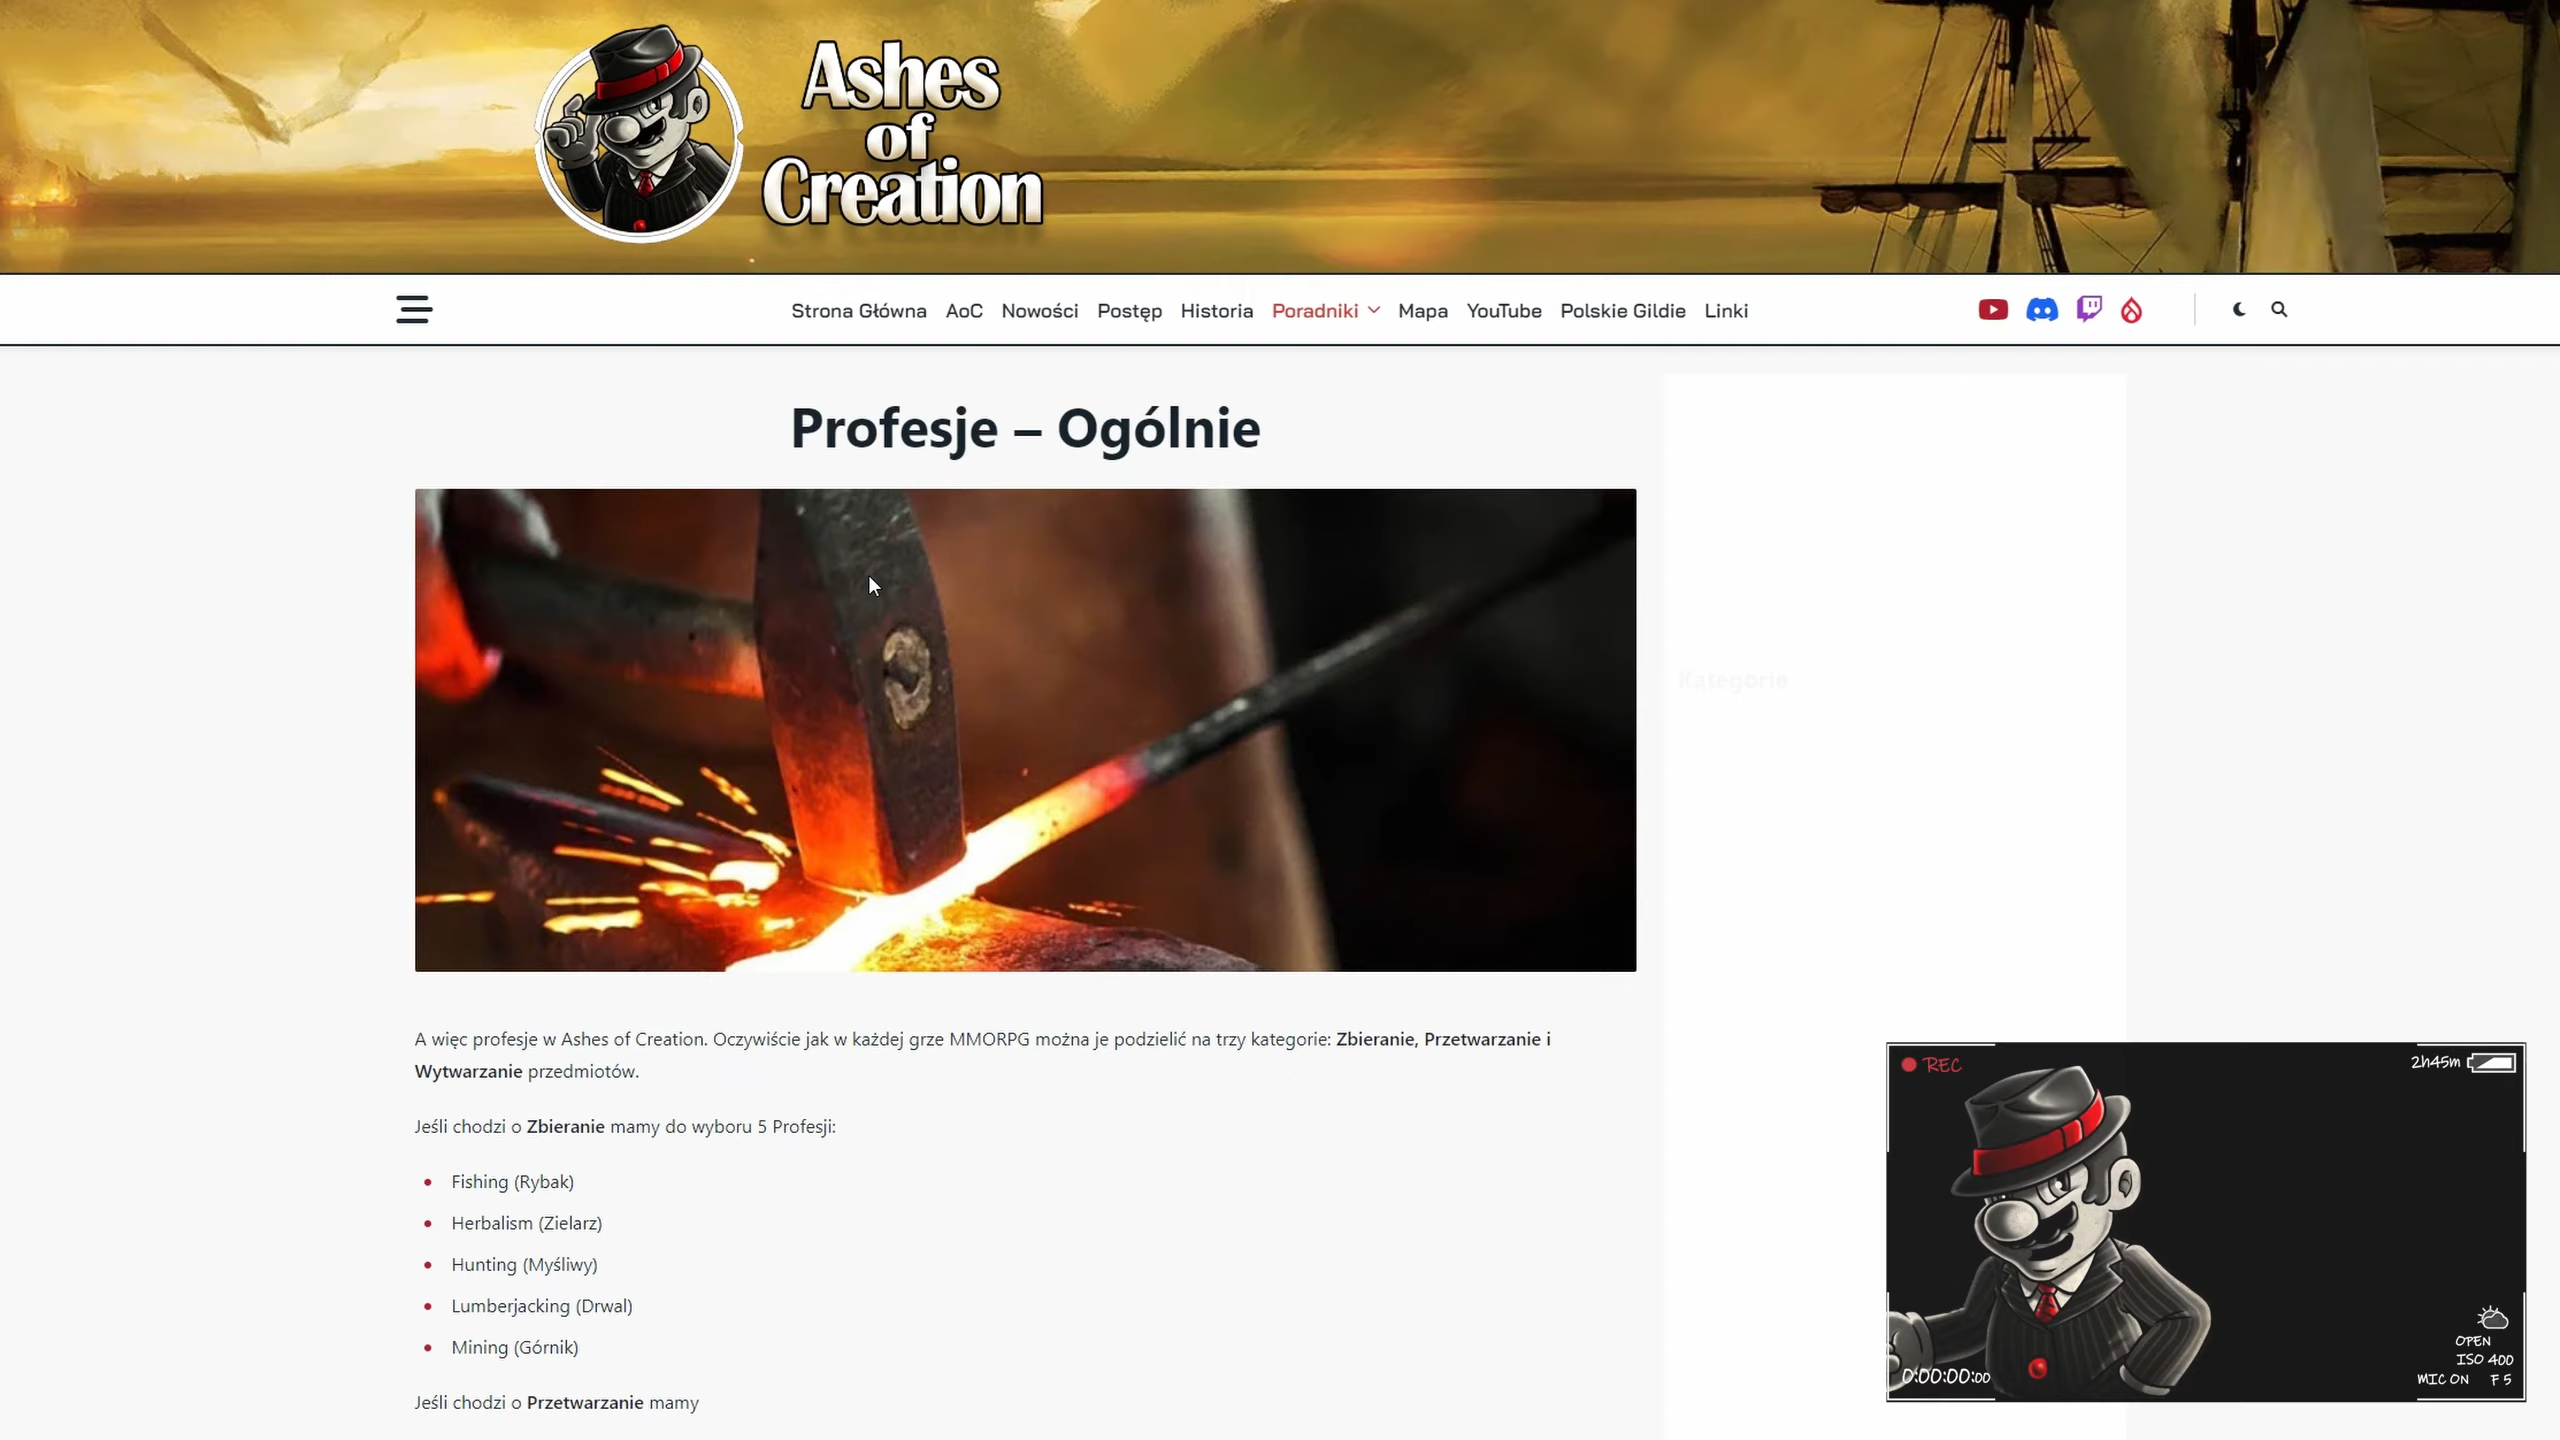 Ashes
of
Creation
Strona Główna AoC Nowości Postęp Historia Poradniki Mapa YouTube Polskie Gildie Linki
Profesje – Ogólnie
Kategorie
A więc profesje w Ashes of Creation. Oczywiście jak w każdej grze MMORPG można je podzielić na trzy kategorie: Zbieranie, Przetwarzanie i
Wytwarzanie przedmiotów.
Jeśli chodzi o Zbieranie mamy do wyboru 5 Profesji:
Fishing (Rybak)
Herbalism (Zielarz)
Hunting (Myśliwy)
Lumberjacking (Drwal)
Mining (Górnik)
Jeśli chodzi o Przetwarzanie mamy
REC
2h45m
OPEN
ISO 400
MIC ON F 5
0:00:00:00